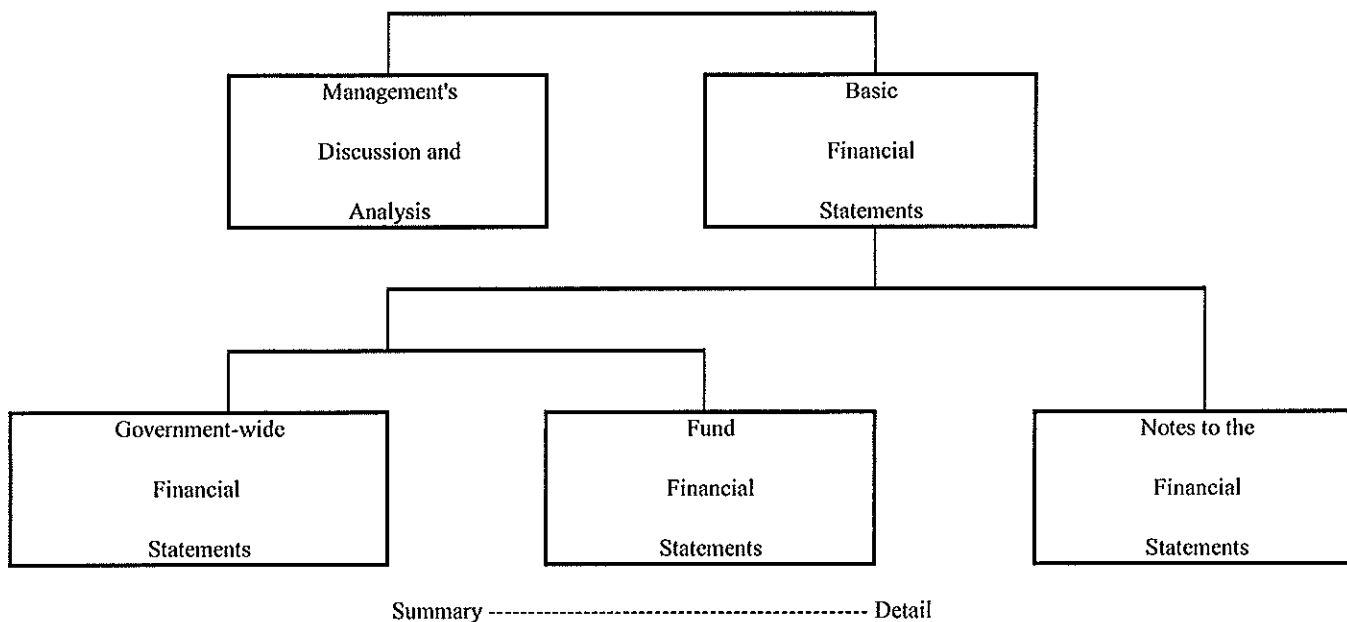 Management's
Discussion and
Analysis
Basic
Financial
Statements
Government-wide
Financial
Statements
Fund
Financial
Statements
Notes to the
Financial
Statements
Summary ------------------------------------------------ Detail